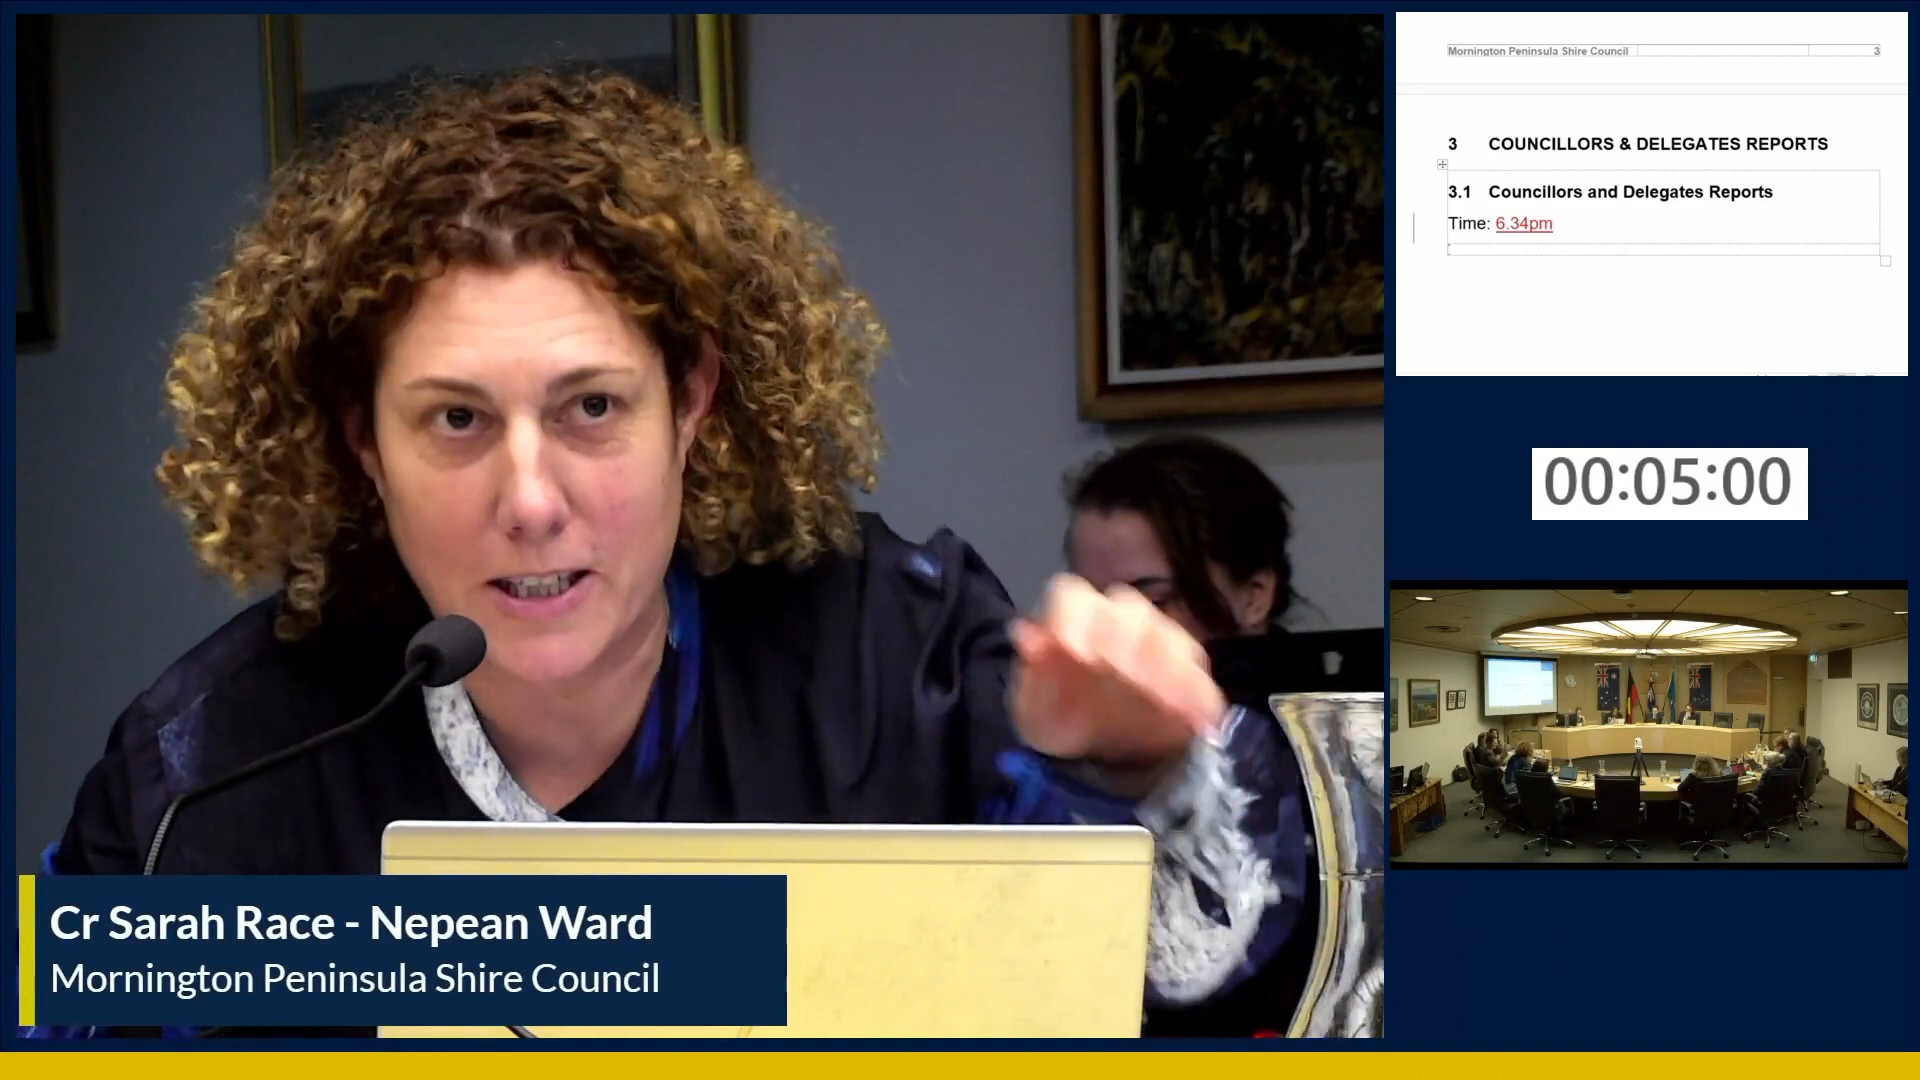 Mornington Peninsula Shire Council 3
3 COUNCILLORS & DELEGATES REPORTS
3.1 Councillors and Delegates Reports
Time: 6.34pm
00:05:00
Cr Sarah Race - Nepean Ward
Mornington Peninsula Shire Council